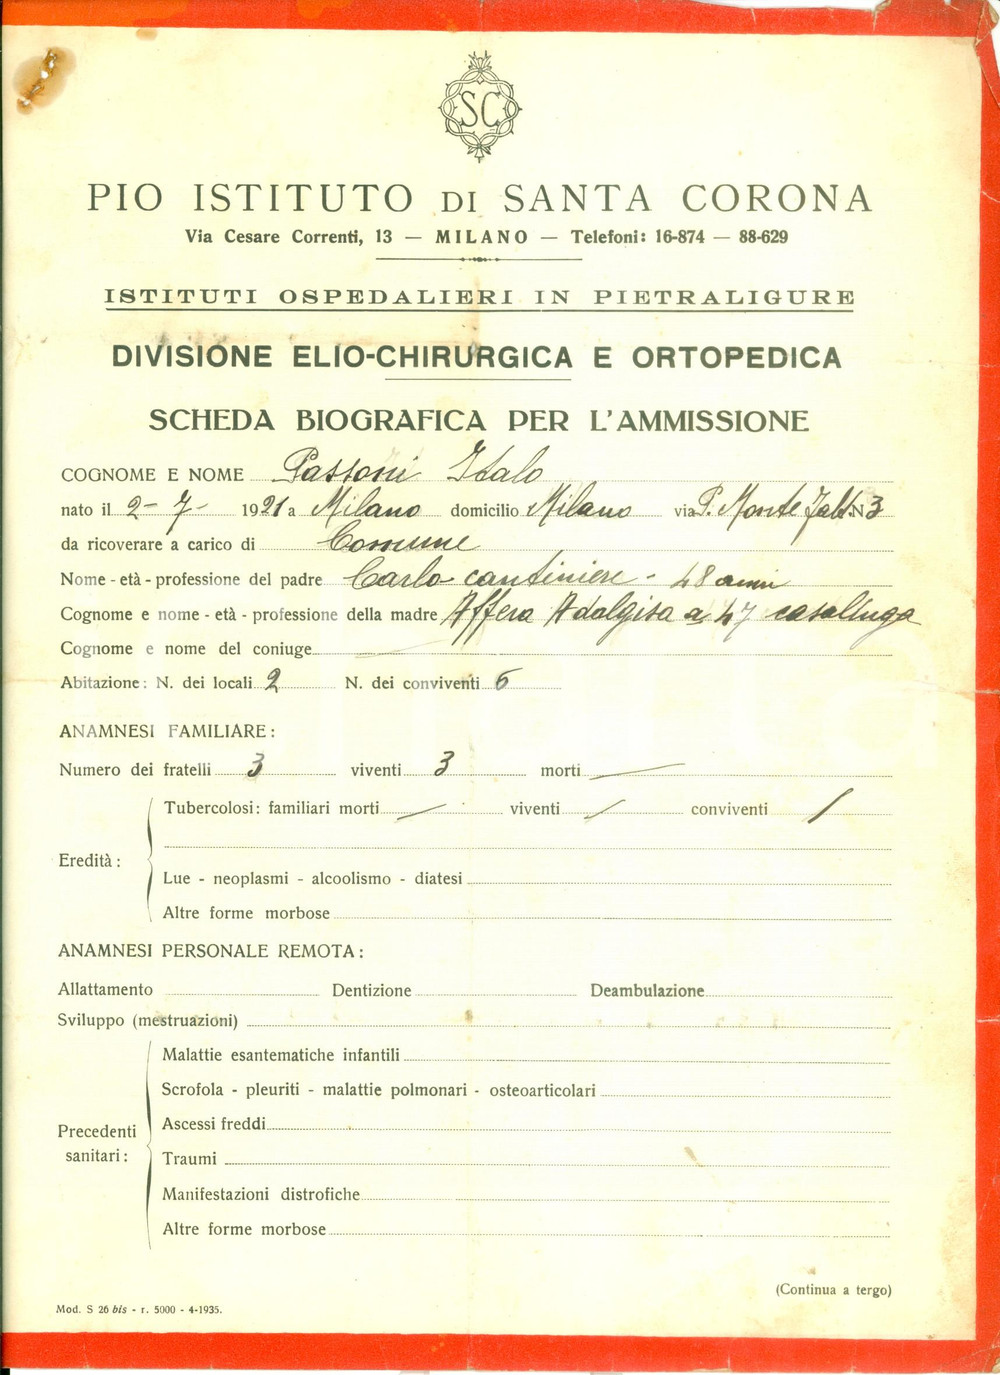 SC
PIO ISTITUTO DI SANTA CORONA
Via Cesare Correnti, 13 — MILANO — Telefoni: 16-874 — 88-629
ISTITUTI OSPEDALIERI IN PIETRALIGURE
DIVISIONE ELIO-CHIRURGICA E ORTOPEDICA
SCHEDA BIOGRAFICA PER L'AMMISSIONE
COGNOME E NOME Passoni Italo
nato il 2-7- 1921 a Milano domicilio Milano via P. Monte Falt. N 3
da ricoverare a carico di Comune
Nome - età - professione del padre Carlo cantiniere - 48 anni
Cognome e nome - età - professione della madre Affera Adalgisa a 47 casalinga
Cognome e nome del coniuge
Abitazione: N. dei locali 2 N. dei conviventi 6
ANAMNESI FAMILIARE:
Numero dei fratelli 3 viventi 3 morti —
Tubercolosi: familiari morti / viventi / conviventi /
Eredità:
Lue - neoplasmi - alcoolismo - diatesi
Altre forme morbose
ANAMNESI PERSONALE REMOTA:
Allattamento Dentizione Deambulazione
Sviluppo (mestruazioni)
Malattie esantematiche infantili
Scrofola - pleuriti - malattie polmonari - osteoarticolari
Ascessi freddi
Precedenti sanitari:
Traumi
Manifestazioni distrofiche
Altre forme morbose
(Continua a tergo)
Mod. S 26 bis - r. 5000 - 4-1935.